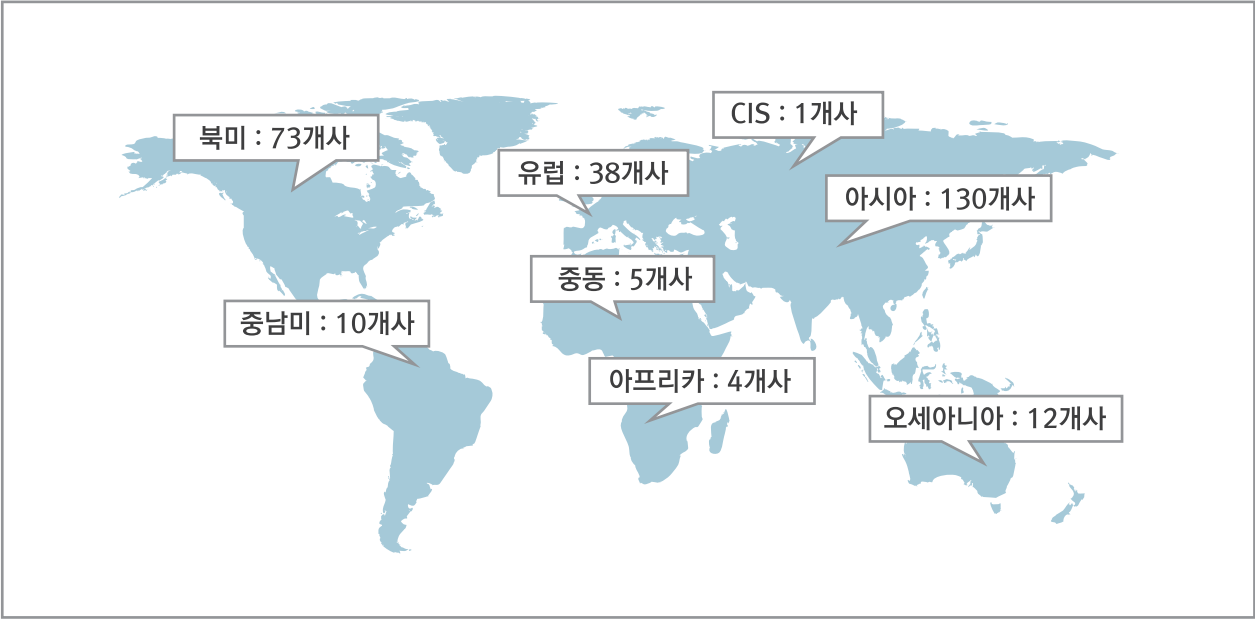 CIS : 1개사
북미 : 73개사
유럽 : 38개사
아시아 : 130개사
중동 : 5개사
중남미 : 10개사
아프리카 : 4개사
오세아니아 : 12개사